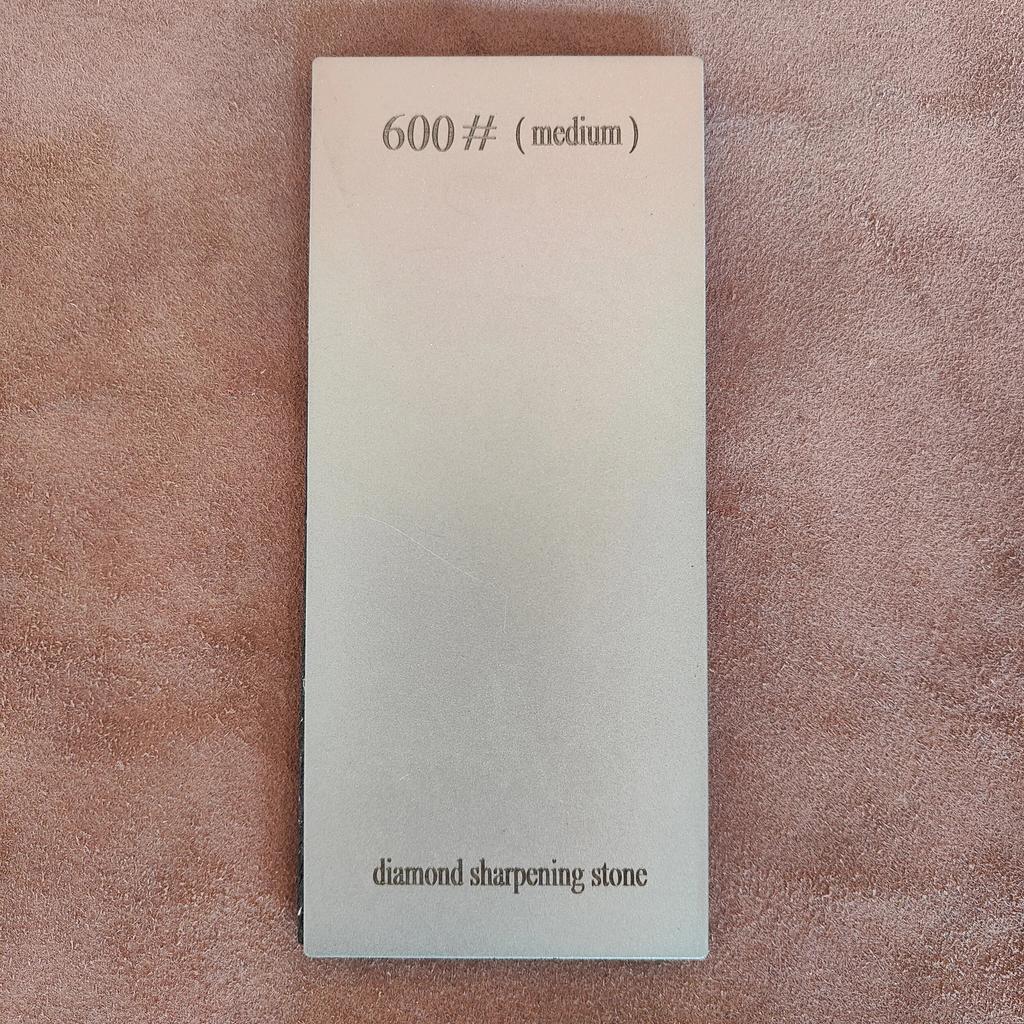 600# (medium)
diamond sharpening stone